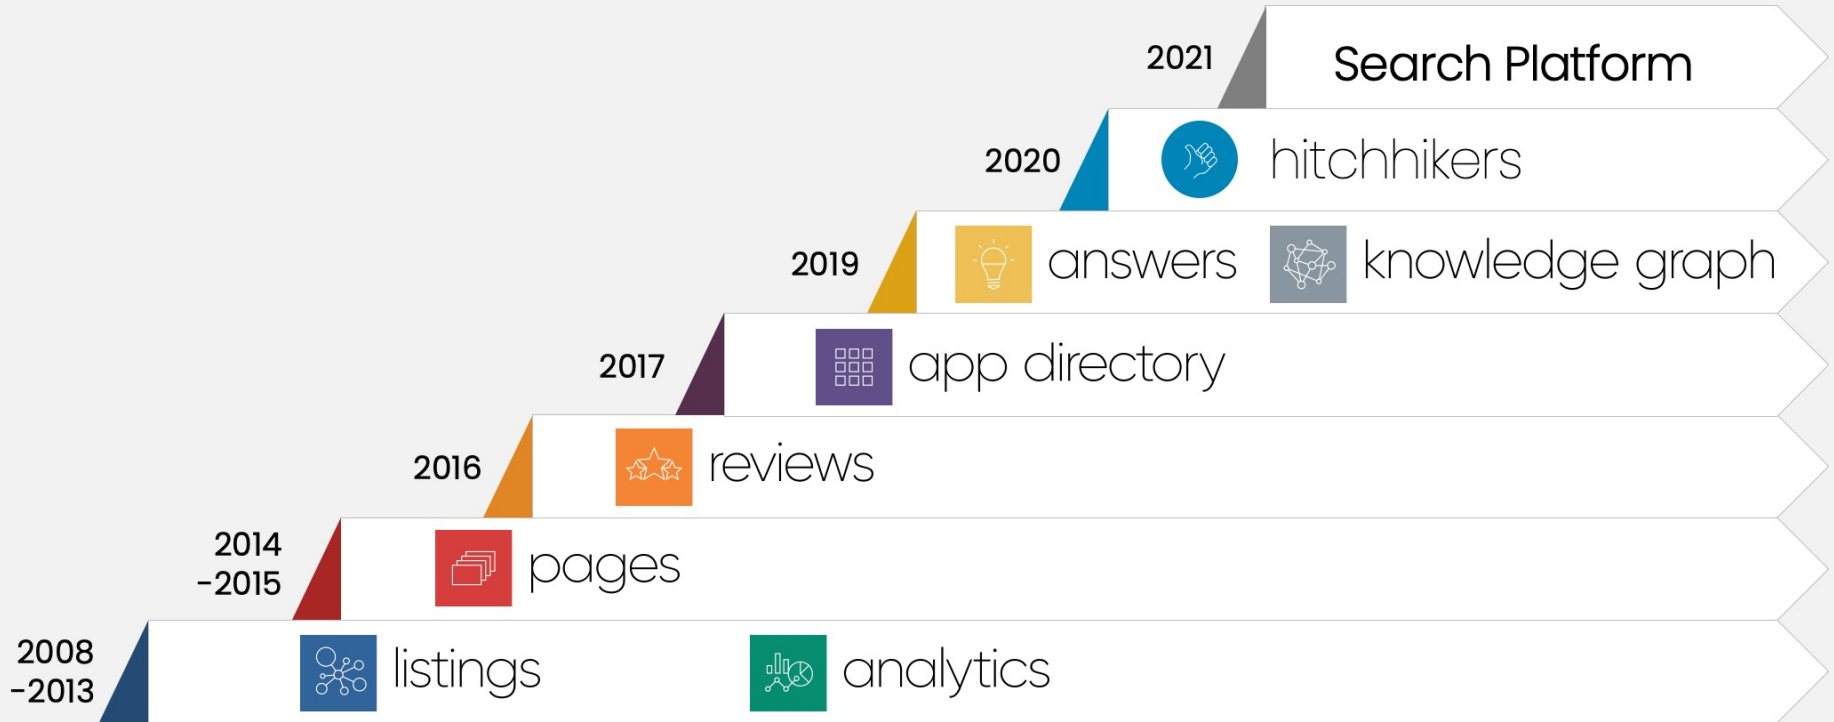 2021 Search Platform
2020 hitchhikers
2019 answers knowledge graph
2017 app directory
2016 reviews
2014
-2015 pages
2008
-2013 listings analytics